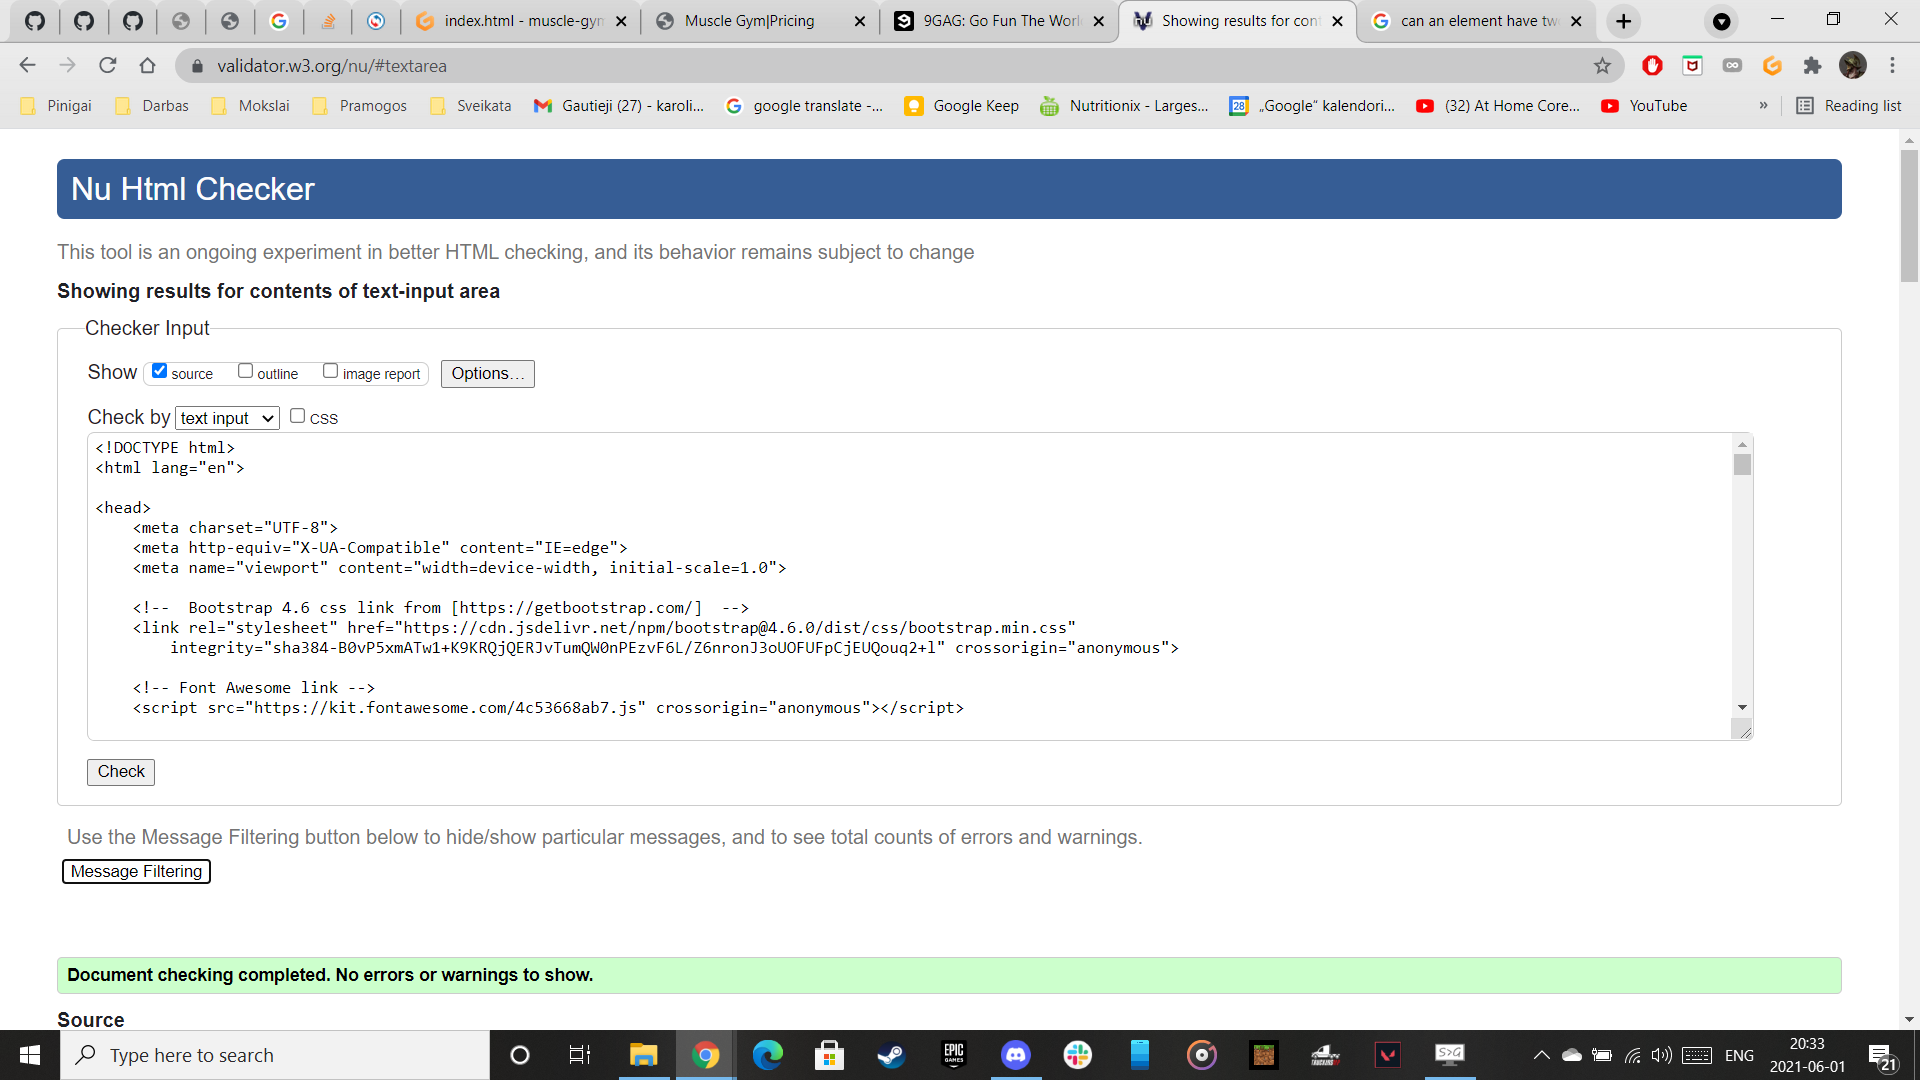 index.html - muscle-gyn
Muscle Gym|Pricing
9GAG: Go Fun The Worl
Showing results for cont
can an element have tw
validator.w3.org/nu/#textarea
Pinigai
Darbas
Mokslai
Pramogos
Sveikata
Gautieji (27) - karoli...
google translate -...
Google Keep
Nutritionix - Larges...
28
„Google“ kalendori...
(32) At Home Core...
YouTube
»
Reading list
Nu Html Checker
This tool is an ongoing experiment in better HTML checking, and its behavior remains subject to change
Showing results for contents of text-input area
Checker Input
Show source outline image report Options...
Check by text input CSS
<!DOCTYPE html>
<html lang="en">
<head>
<meta charset="UTF-8">
<meta http-equiv="X-UA-Compatible" content="IE=edge">
<meta name="viewport" content="width=device-width, initial-scale=1.0">
<!--  Bootstrap 4.6 css link from [https://getbootstrap.com/]  -->
<link rel="stylesheet" href="https://cdn.jsdelivr.net/npm/bootstrap@4.6.0/dist/css/bootstrap.min.css"
integrity="sha384-B0vP5xmATw1+K9KRQjQERJvTumQW0nPEzvF6L/Z6nronJ3oUOFUFpCjEUQouq2+l" crossorigin="anonymous">
<!-- Font Awesome link -->
<script src="https://kit.fontawesome.com/4c53668ab7.js" crossorigin="anonymous"></script>
Check
Use the Message Filtering button below to hide/show particular messages, and to see total counts of errors and warnings.
Message Filtering
Document checking completed. No errors or warnings to show.
Source
Type here to search
EPIC
GAMES
S>G
ENG
20:33
2021-06-01
21